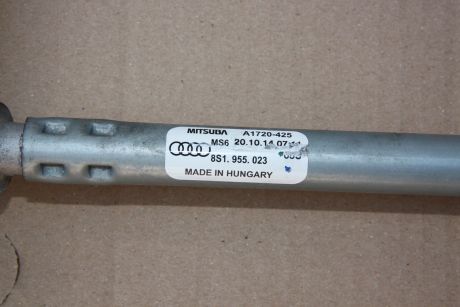 MITSUBA A1720-425
MS6 20.10.14 07
8S1.955.023
MADE IN HUNGARY